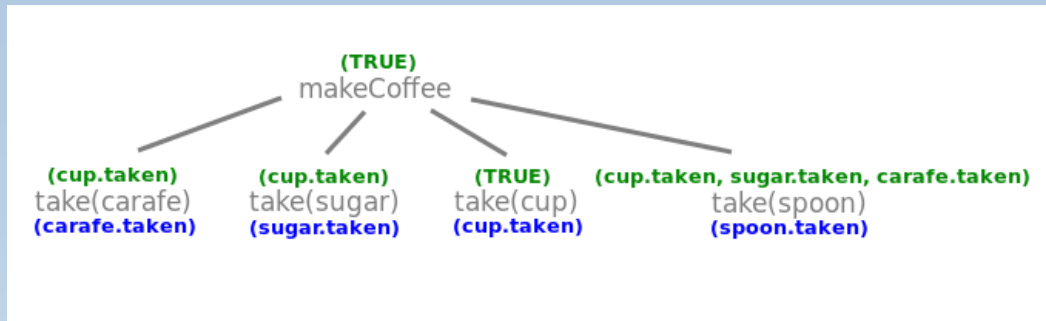 (TRUE)
makeCoffee
(cup.taken)
take(carafe)
(carafe.taken)
(cup.taken)
take(sugar)
(sugar.taken)
(TRUE)
take(cup)
(cup.taken)
(cup.taken, sugar.taken, carafe.taken)
take(spoon)
(spoon.taken)